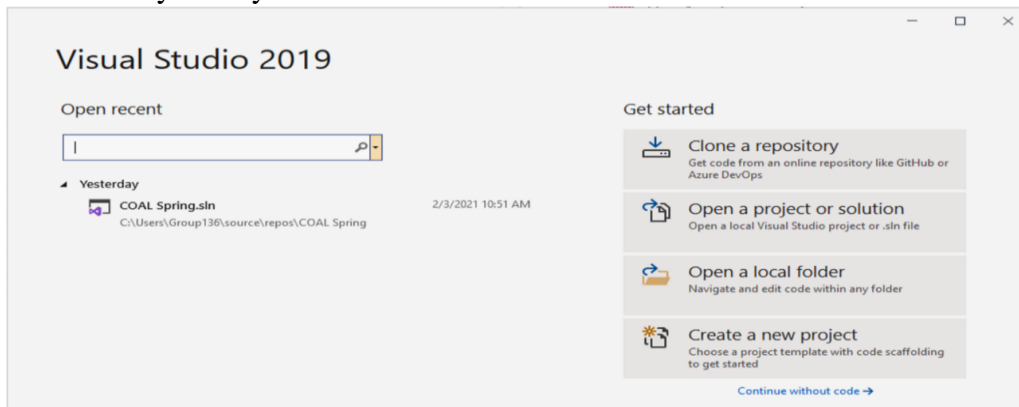 Visual Studio 2019
Open recent
Yesterday
COAL Spring.sln
2/3/2021 10:51 AM
C:\Users\Group136\source\repos\COAL Spring
Get started
Clone a repository
Get code from an online repository like GitHub or
Azure DevOps
Open a project or solution
Open a local Visual Studio project or .sln file
Open a local folder
Navigate and edit code within any folder
Create a new project
Choose a project template with code scaffolding
to get started
Continue without code →